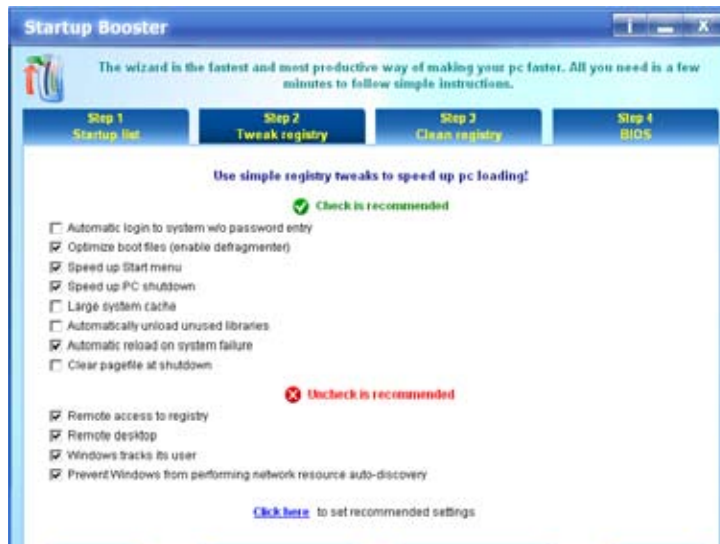 Startup Booster
The wizard is the fastest and most productive way of making your pc faster. All you need is a few
minutes to follow simple instructions.
Step 1
Startup list
Step 2
Tweak registry
Step 3
Clean registry
Step 4
BIOS
Use simple registry tweaks to speed up pc loading!
Check is recommended
Automatic login to system w/o password entry
Optimize boot files (enable defragmenter)
Speed up Start menu
Speed up PC shutdown
Large system cache
Automatically unload unused libraries
Automatic reload on system failure
Clear pagefile at shutdown
Uncheck is recommended
Remote access to registry
Remote desktop
Windows tracks its user
Prevent Windows from performing network resource auto-discovery
Click here to set recommended settings